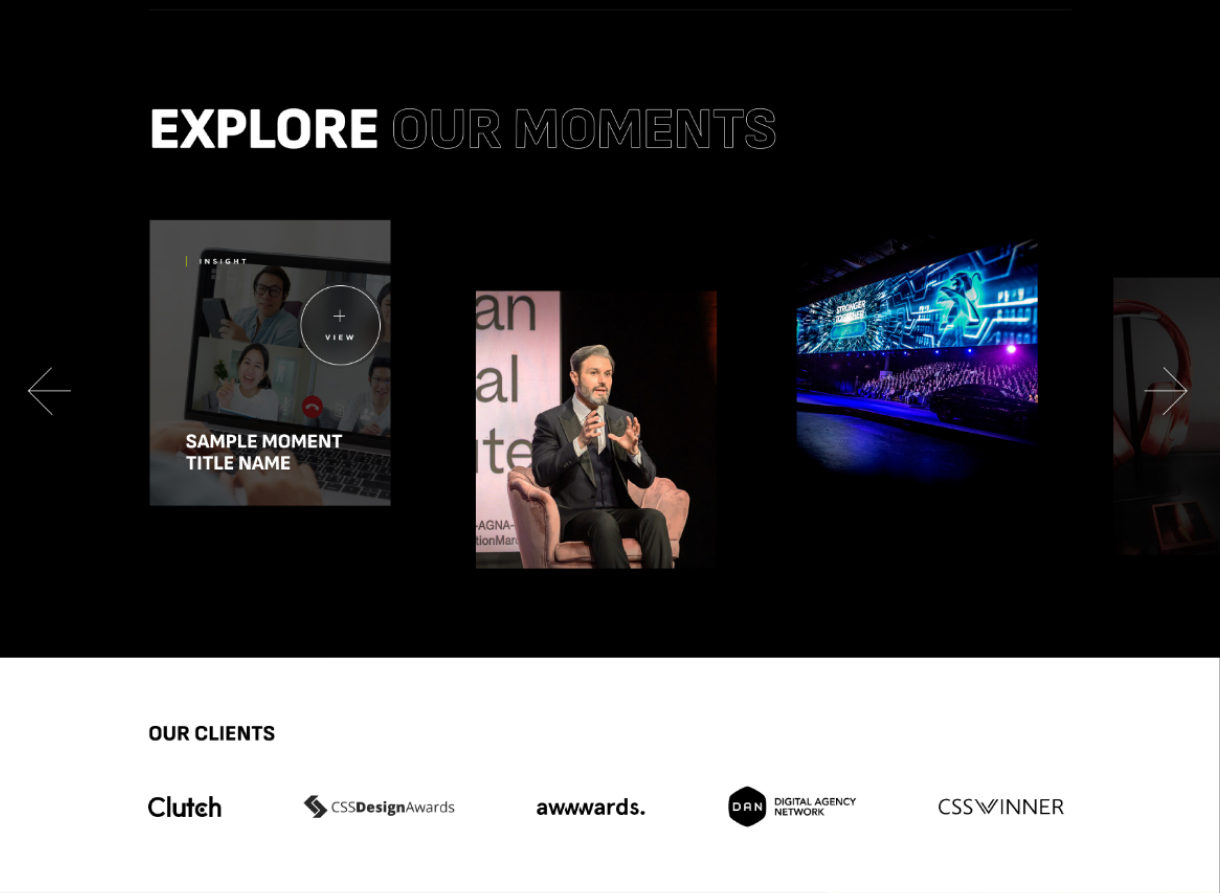 EXPLORE OUR MOMENTS
INSIGHT
VIEW
SAMPLE MOMENT
TITLE NAME
an
al
ite
-AGNA-
tionMar
STRONGER
TOGETHER
OUR CLIENTS
Clutch
CSSDesignAwards
awwwards.
DAN DIGITAL AGENCY
NETWORK
CSSWINNER